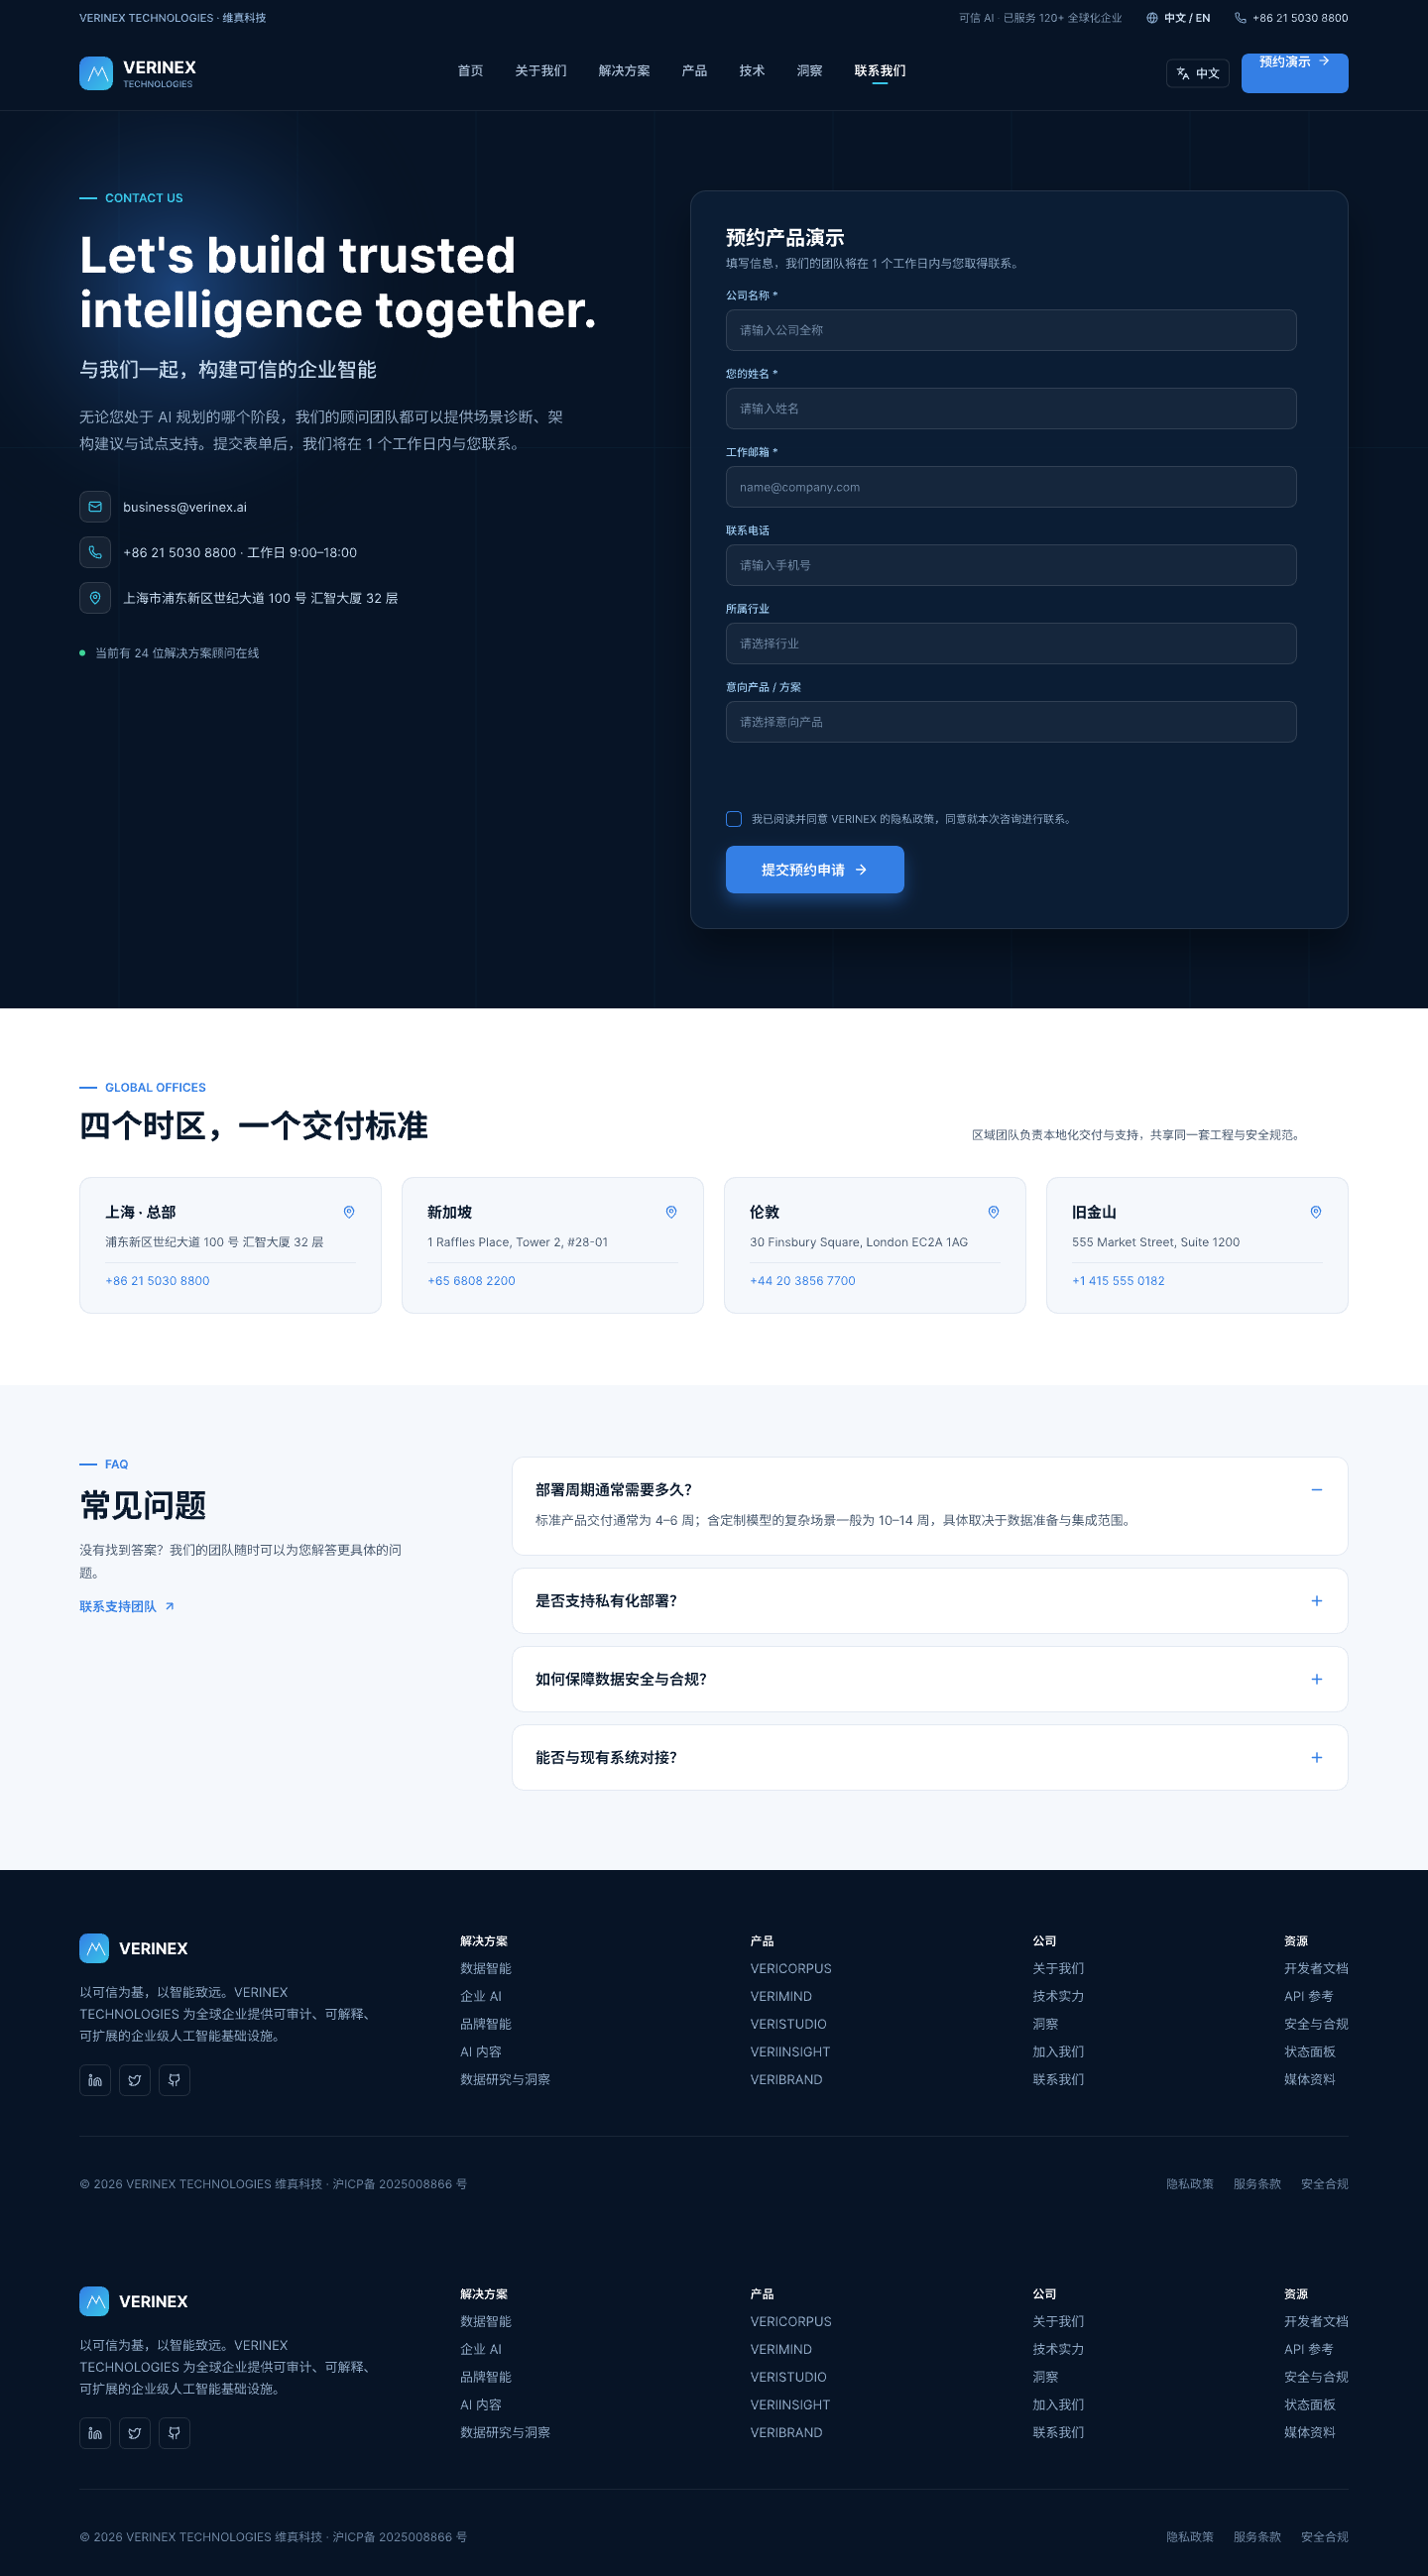 VERINEX TECHNOLOGIES · 维真科技
可信 AI · 已服务 120+ 全球化企业
中文 / EN
+86 21 5030 8800
VERINEX
TECHNOLOGIES
首页
关于我们
解决方案
产品
技术
洞察
联系我们
中文
预约演示
CONTACT US
Let's build trusted
intelligence together.
与我们一起，构建可信的企业智能
无论您处于 AI 规划的哪个阶段，我们的顾问团队都可以提供场景诊断、架
构建议与试点支持。提交表单后，我们将在 1 个工作日内与您联系。
business@verinex.ai
+86 21 5030 8800 · 工作日 9:00–18:00
上海市浦东新区世纪大道 100 号 汇智大厦 32 层
当前有 24 位解决方案顾问在线
预约产品演示
填写信息，我们的团队将在 1 个工作日内与您取得联系。
公司名称 *
请输入公司全称
您的姓名 *
请输入姓名
工作邮箱 *
name@company.com
联系电话
请输入手机号
所属行业
请选择行业
意向产品 / 方案
请选择意向产品
我已阅读并同意 VERINEX 的隐私政策，同意就本次咨询进行联系。
提交预约申请
GLOBAL OFFICES
四个时区，一个交付标准
区域团队负责本地化交付与支持，共享同一套工程与安全规范。
上海 · 总部
浦东新区世纪大道 100 号 汇智大厦 32 层
+86 21 5030 8800
新加坡
1 Raffles Place, Tower 2, #28-01
+65 6808 2200
伦敦
30 Finsbury Square, London EC2A 1AG
+44 20 3856 7700
旧金山
555 Market Street, Suite 1200
+1 415 555 0182
FAQ
常见问题
没有找到答案？我们的团队随时可以为您解答更具体的问
题。
联系支持团队
部署周期通常需要多久？
标准产品交付通常为 4–6 周；含定制模型的复杂场景一般为 10–14 周，具体取决于数据准备与集成范围。
是否支持私有化部署？
如何保障数据安全与合规？
能否与现有系统对接？
VERINEX
以可信为基，以智能致远。VERINEX
TECHNOLOGIES 为全球企业提供可审计、可解释、
可扩展的企业级人工智能基础设施。
解决方案
数据智能
企业 AI
品牌智能
AI 内容
数据研究与洞察
产品
VERICORPUS
VERIMIND
VERISTUDIO
VERIINSIGHT
VERIBRAND
公司
关于我们
技术实力
洞察
加入我们
联系我们
资源
开发者文档
API 参考
安全与合规
状态面板
媒体资料
© 2026 VERINEX TECHNOLOGIES 维真科技 · 沪ICP备 2025008866 号
隐私政策
服务条款
安全合规
VERINEX
以可信为基，以智能致远。VERINEX
TECHNOLOGIES 为全球企业提供可审计、可解释、
可扩展的企业级人工智能基础设施。
解决方案
数据智能
企业 AI
品牌智能
AI 内容
数据研究与洞察
产品
VERICORPUS
VERIMIND
VERISTUDIO
VERIINSIGHT
VERIBRAND
公司
关于我们
技术实力
洞察
加入我们
联系我们
资源
开发者文档
API 参考
安全与合规
状态面板
媒体资料
© 2026 VERINEX TECHNOLOGIES 维真科技 · 沪ICP备 2025008866 号
隐私政策
服务条款
安全合规